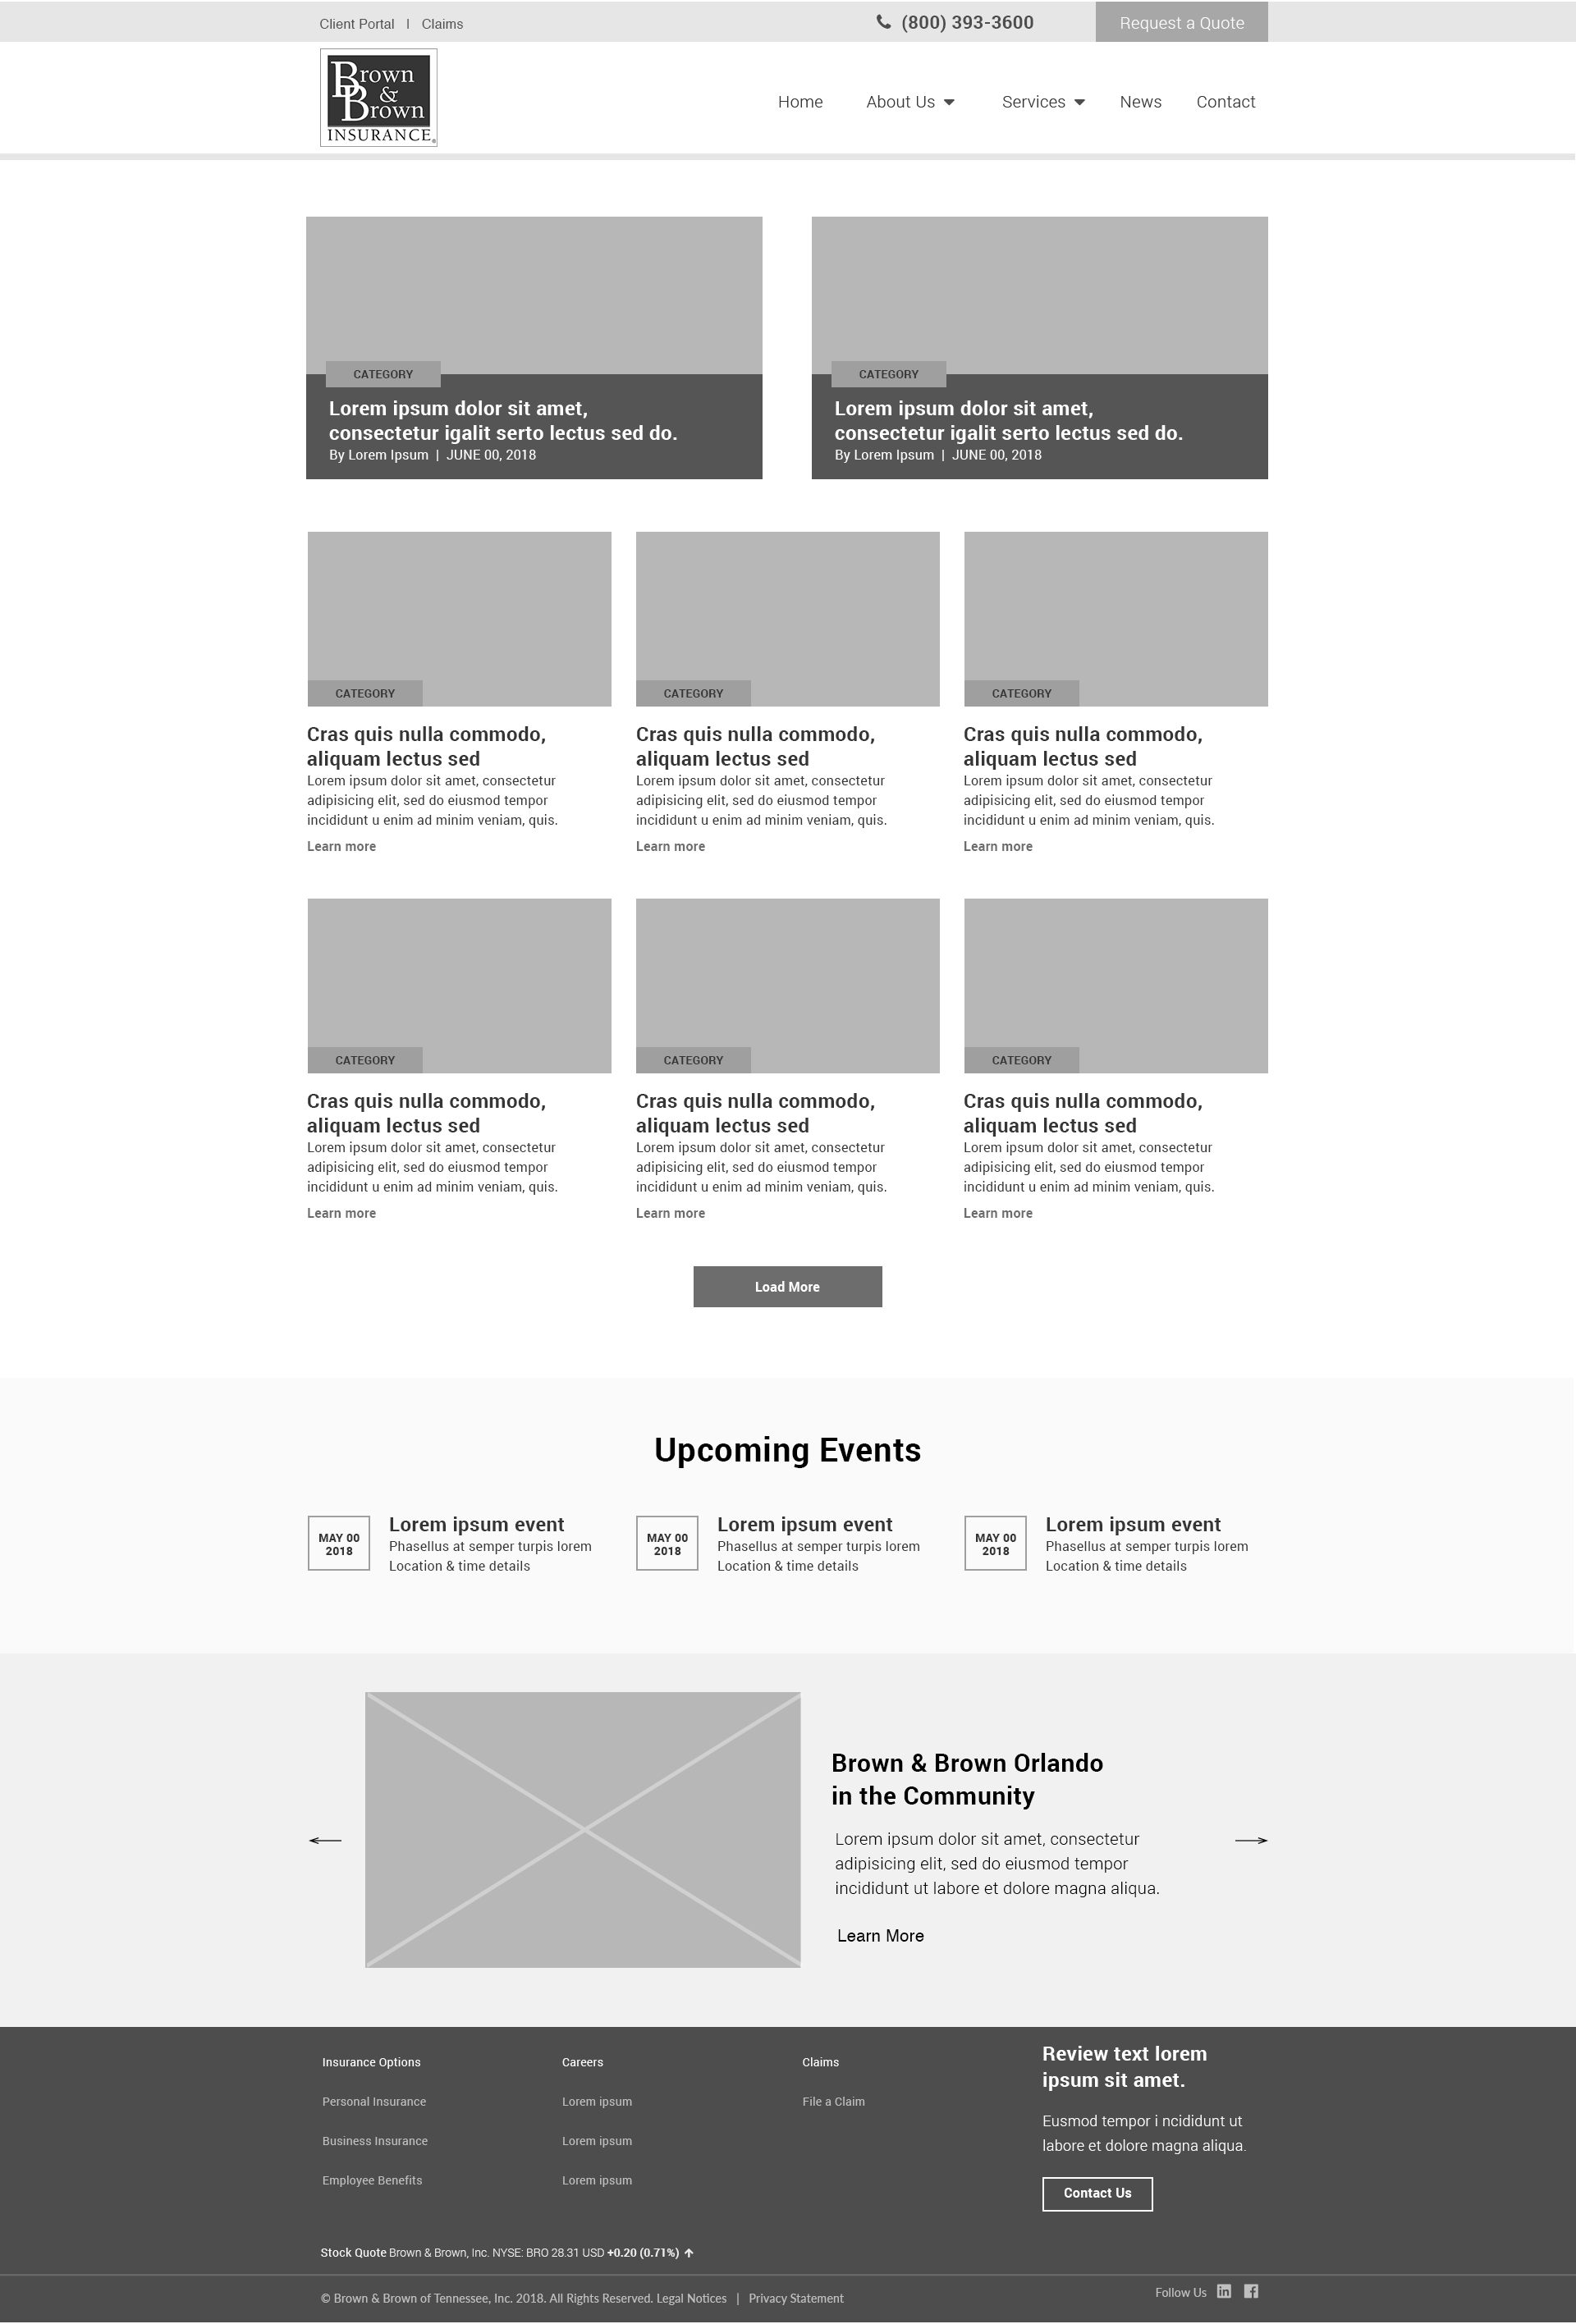 Client Portal | Claims
(800) 393-3600
Request a Quote
Brown
&
Brown
INSURANCE®
Home
About Us
Services
News
Contact
CATEGORY
Lorem ipsum dolor sit amet,
consectetur igalit serto lectus sed do.
By Lorem Ipsum | JUNE 00, 2018
CATEGORY
Lorem ipsum dolor sit amet,
consectetur igalit serto lectus sed do.
By Lorem Ipsum | JUNE 00, 2018
CATEGORY
Cras quis nulla commodo,
aliquam lectus sed
Lorem ipsum dolor sit amet, consectetur
adipisicing elit, sed do eiusmod tempor
incididunt u enim ad minim veniam, quis.
Learn more
CATEGORY
Cras quis nulla commodo,
aliquam lectus sed
Lorem ipsum dolor sit amet, consectetur
adipisicing elit, sed do eiusmod tempor
incididunt u enim ad minim veniam, quis.
Learn more
CATEGORY
Cras quis nulla commodo,
aliquam lectus sed
Lorem ipsum dolor sit amet, consectetur
adipisicing elit, sed do eiusmod tempor
incididunt u enim ad minim veniam, quis.
Learn more
CATEGORY
Cras quis nulla commodo,
aliquam lectus sed
Lorem ipsum dolor sit amet, consectetur
adipisicing elit, sed do eiusmod tempor
incididunt u enim ad minim veniam, quis.
Learn more
CATEGORY
Cras quis nulla commodo,
aliquam lectus sed
Lorem ipsum dolor sit amet, consectetur
adipisicing elit, sed do eiusmod tempor
incididunt u enim ad minim veniam, quis.
Learn more
CATEGORY
Cras quis nulla commodo,
aliquam lectus sed
Lorem ipsum dolor sit amet, consectetur
adipisicing elit, sed do eiusmod tempor
incididunt u enim ad minim veniam, quis.
Learn more
Load More
Upcoming Events
MAY 00
2018
Lorem ipsum event
Phasellus at semper turpis lorem
Location & time details
MAY 00
2018
Lorem ipsum event
Phasellus at semper turpis lorem
Location & time details
MAY 00
2018
Lorem ipsum event
Phasellus at semper turpis lorem
Location & time details
Brown & Brown Orlando
in the Community
Lorem ipsum dolor sit amet, consectetur
adipisicing elit, sed do eiusmod tempor
incididunt ut labore et dolore magna aliqua.
Learn More
Insurance Options
Personal Insurance
Business Insurance
Employee Benefits
Careers
Lorem ipsum
Lorem ipsum
Lorem ipsum
Claims
File a Claim
Review text lorem
ipsum sit amet.
Eusmod tempor i ncididunt ut
labore et dolore magna aliqua.
Contact Us
Stock Quote Brown & Brown, Inc. NYSE: BRO 28.31 USD +0.20 (0.71%)
© Brown & Brown of Tennessee, Inc. 2018. All Rights Reserved. Legal Notices | Privacy Statement
Follow Us